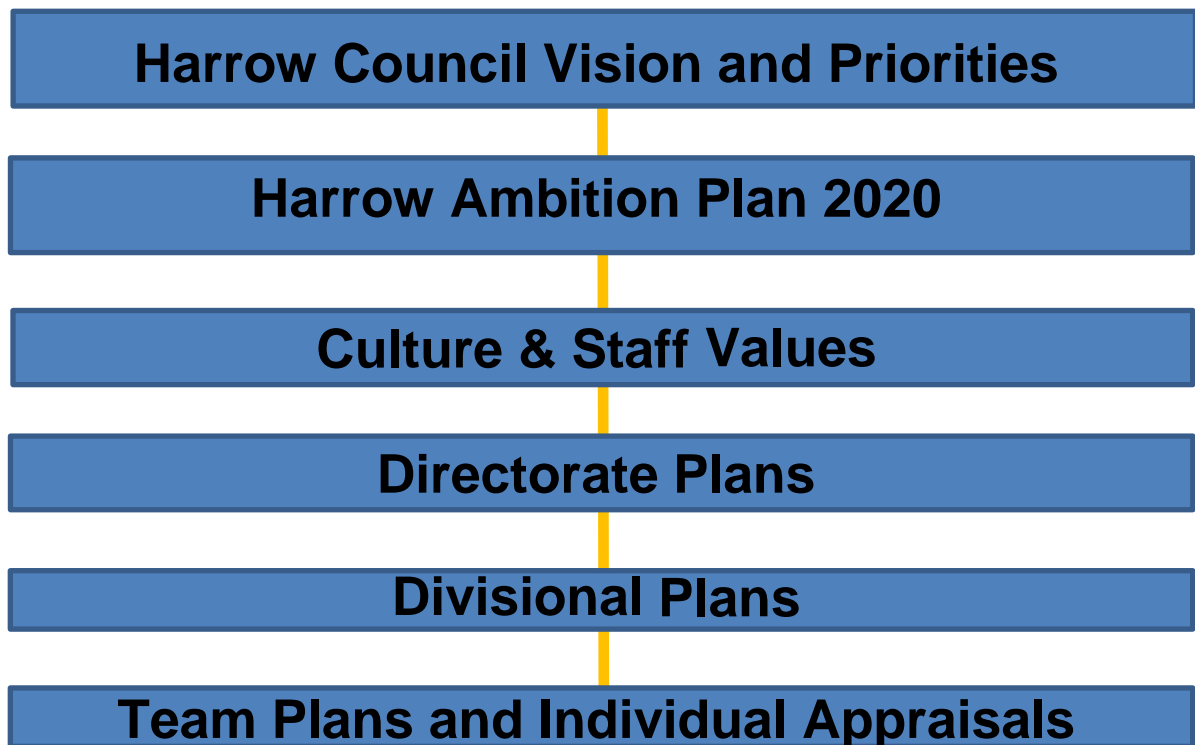 Harrow Council Vision and Priorities
Harrow Ambition Plan 2020
Culture & Staff Values
Directorate Plans
Divisional Plans
Team Plans and Individual Appraisals